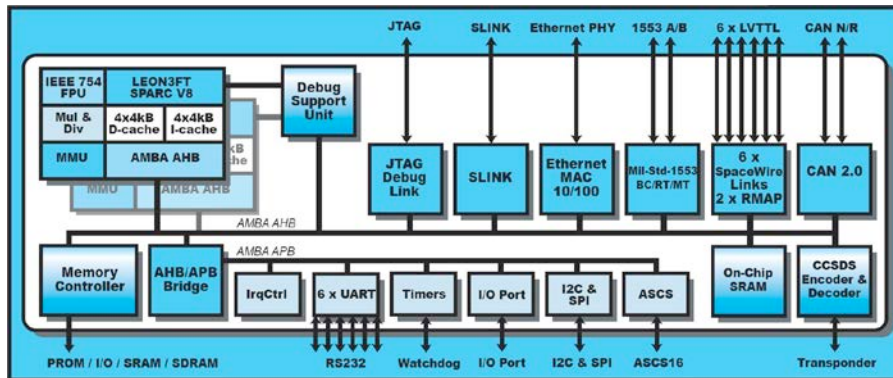 JTAG
SLINK
Ethernet PHY
1553 A/B
6 x LVTTL
CAN N/R
IEEE 754
FPU
LEON3FT
SPARC V8
Mul &
Div
4x4kB
D-cache
4x4kB
I-cache
MMU
AMBA AHB
MMU
AMBA AHB
Debug
Support
Unit
JTAG
Debug
Link
SLINK
Ethernet
MAC
10/100
Mil-Std-1553
BC/RT/MT
6 x
SpaceWire
Links
2 x RMAP
CAN 2.0
AMBA AHB
AMBA APB
Memory
Controller
AHB/APB
Bridge
IrqCtrl
6 x UART
Timers
I/O Port
I2C &
SPI
ASCS
On-Chip
SRAM
CCSDS
Encoder &
Decoder
PROM / I/O / SRAM / SDRAM
RS232
Watchdog
I/O Port
I2C & SPI
ASCS16
Transponder